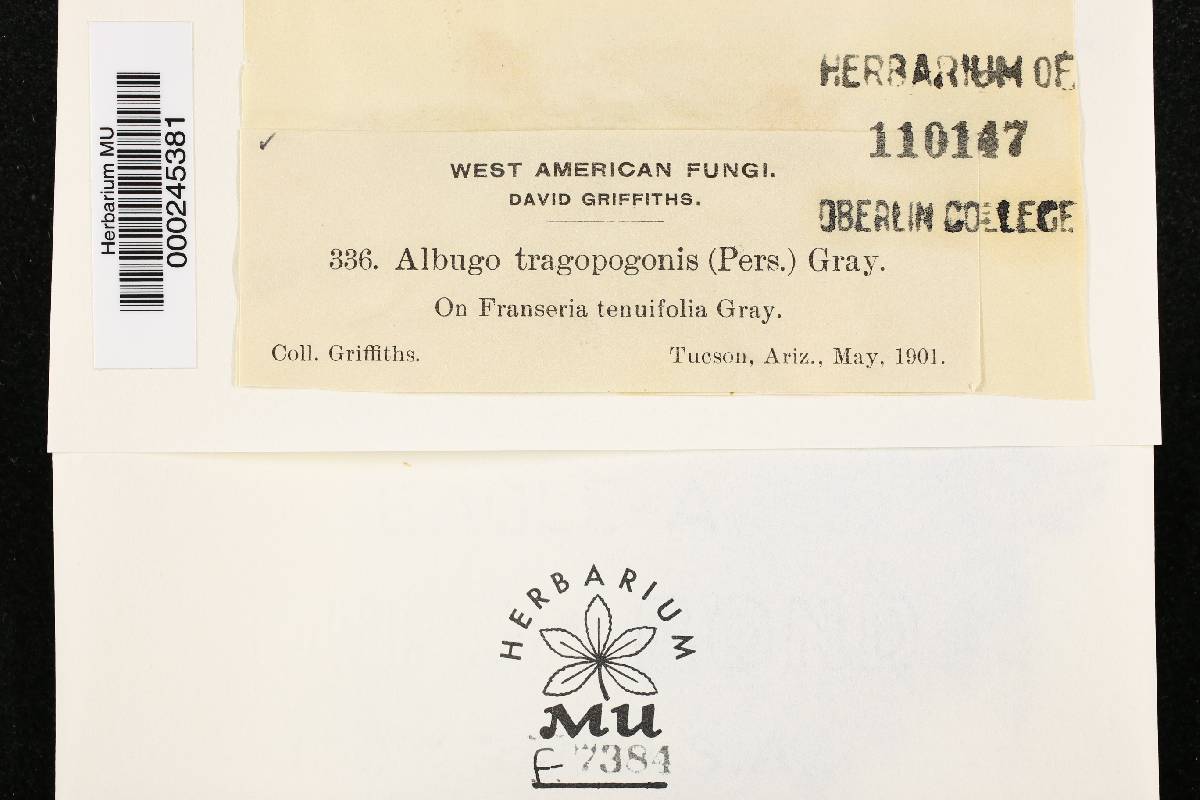 Herbarium MU
000245381
HERBARIUM OF
110147
OBERLIN COLLEGE
WEST AMERICAN FUNGI.
DAVID GRIFFITHS.
336. Albugo tragopogonis (Pers.) Gray.
On Franseria tenuifolia Gray.
Coll. Griffiths. Tucson, Ariz., May, 1901.
HERBARIUM
MU
F 7384